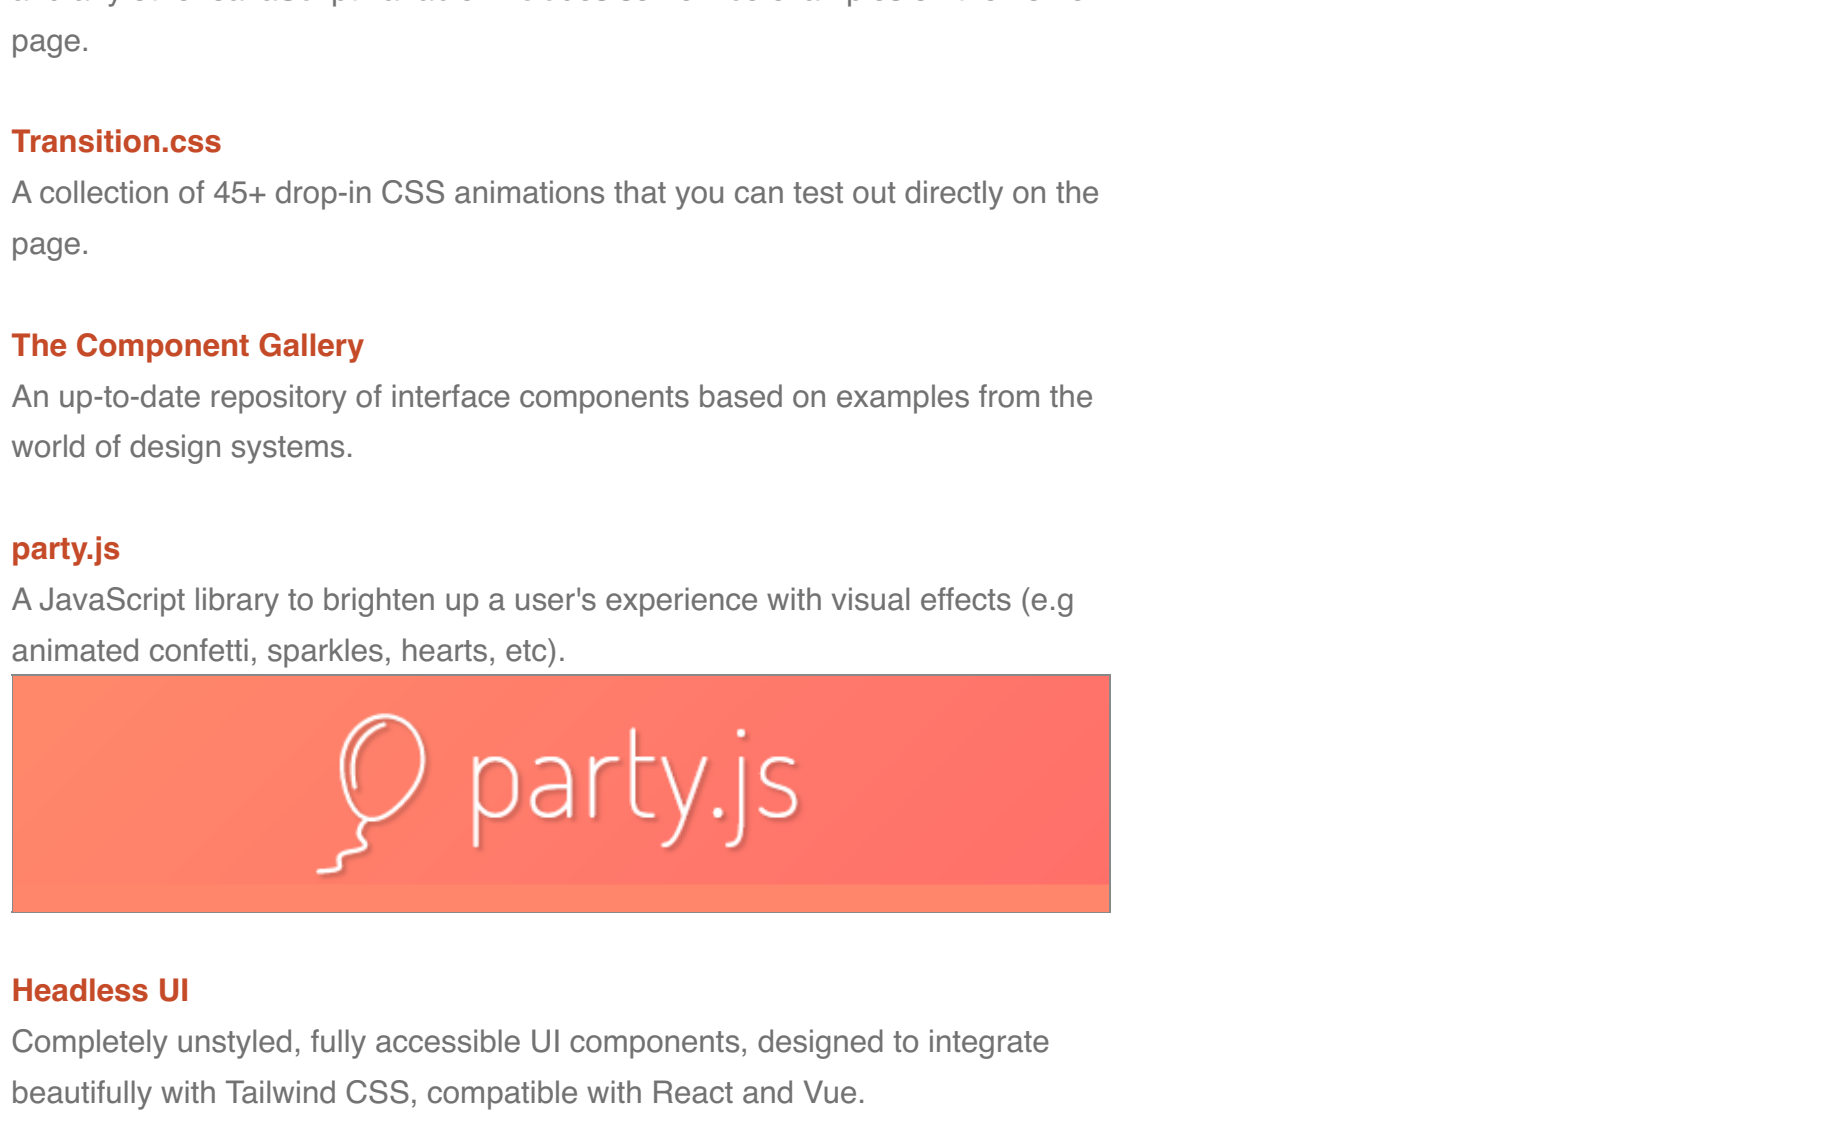 page.
Transition.css
A collection of 45+ drop-in CSS animations that you can test out directly on the
page.
The Component Gallery
An up-to-date repository of interface components based on examples from the
world of design systems.
party.js
A JavaScript library to brighten up a user's experience with visual effects (e.g
animated confetti, sparkles, hearts, etc).
party.js
Headless UI
Completely unstyled, fully accessible UI components, designed to integrate
beautifully with Tailwind CSS, compatible with React and Vue.